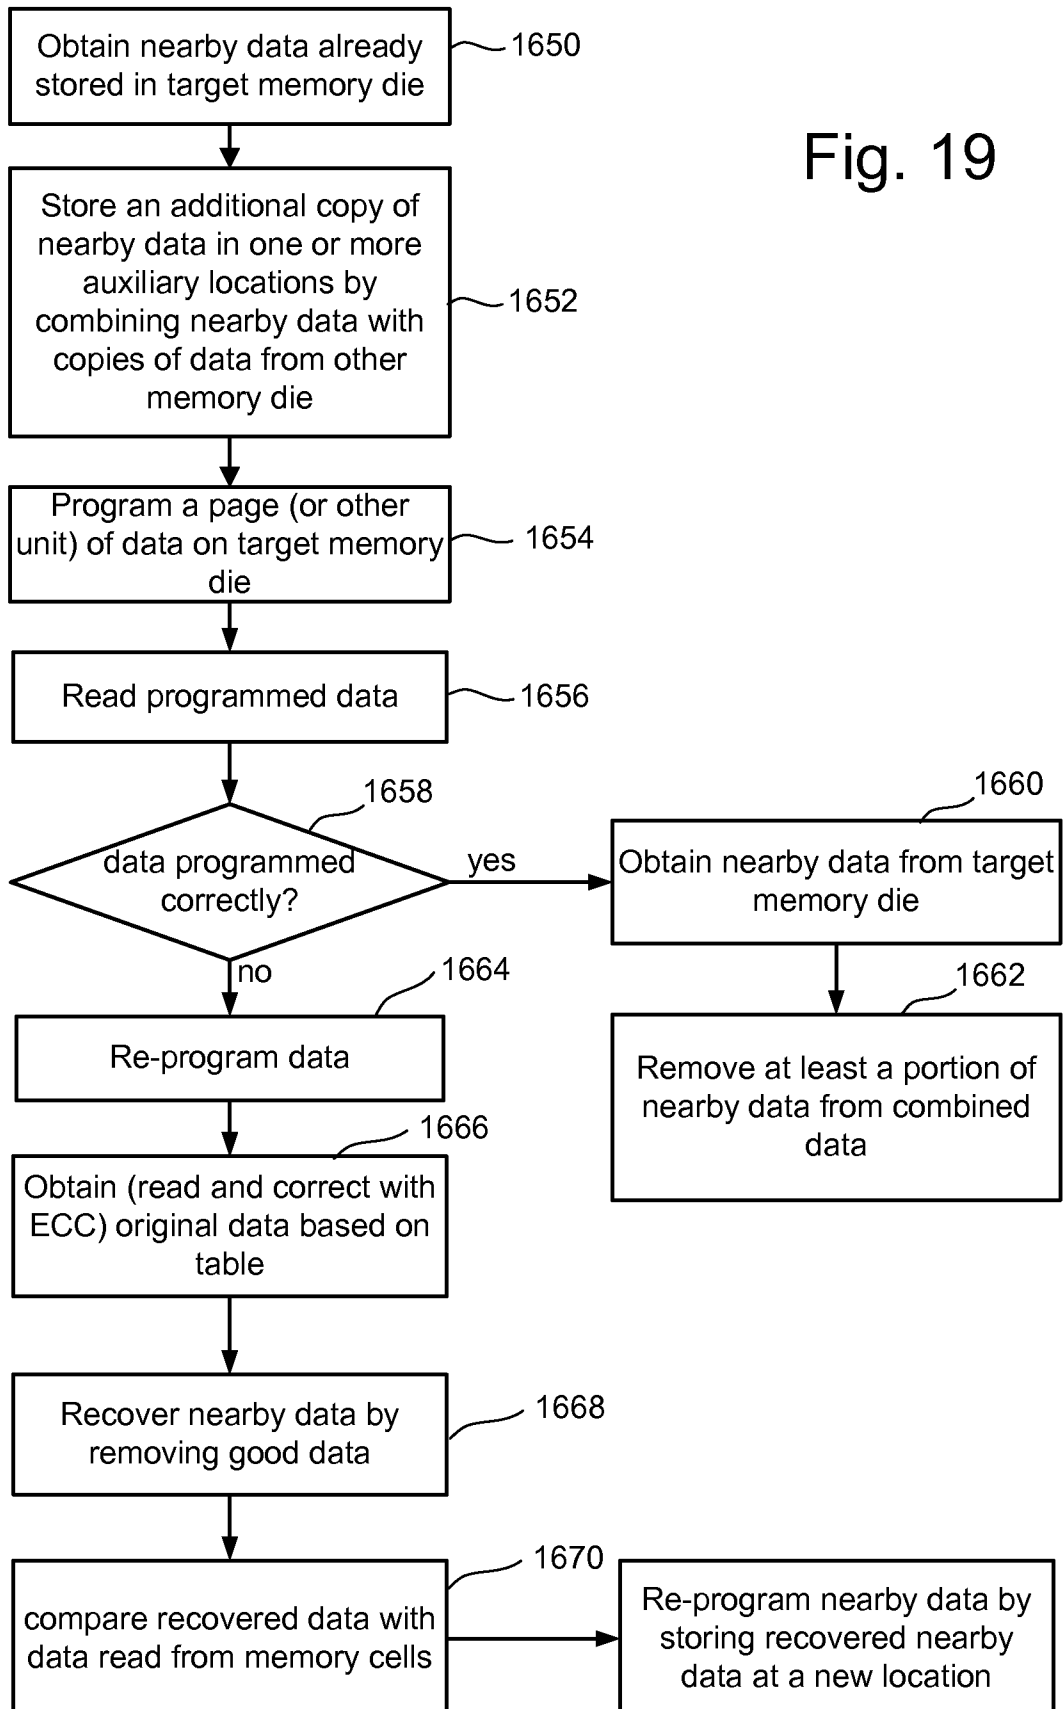 Obtain nearby data already
stored in target memory die
1650
Fig. 19
Store an additional copy of
nearby data in one or more
auxiliary locations by
combining nearby data with
copies of data from other
memory die
1652
Program a page (or other
unit) of data on target memory
die
1654
Read programmed data
1656
1658
data programmed
correctly?
yes
1660
Obtain nearby data from target
memory die
no
1662
Remove at least a portion of
nearby data from combined
data
1664
Re-program data
1666
Obtain (read and correct with
ECC) original data based on
table
Recover nearby data by
removing good data
1668
1670
compare recovered data with
data read from memory cells
Re-program nearby data by
storing recovered nearby
data at a new location